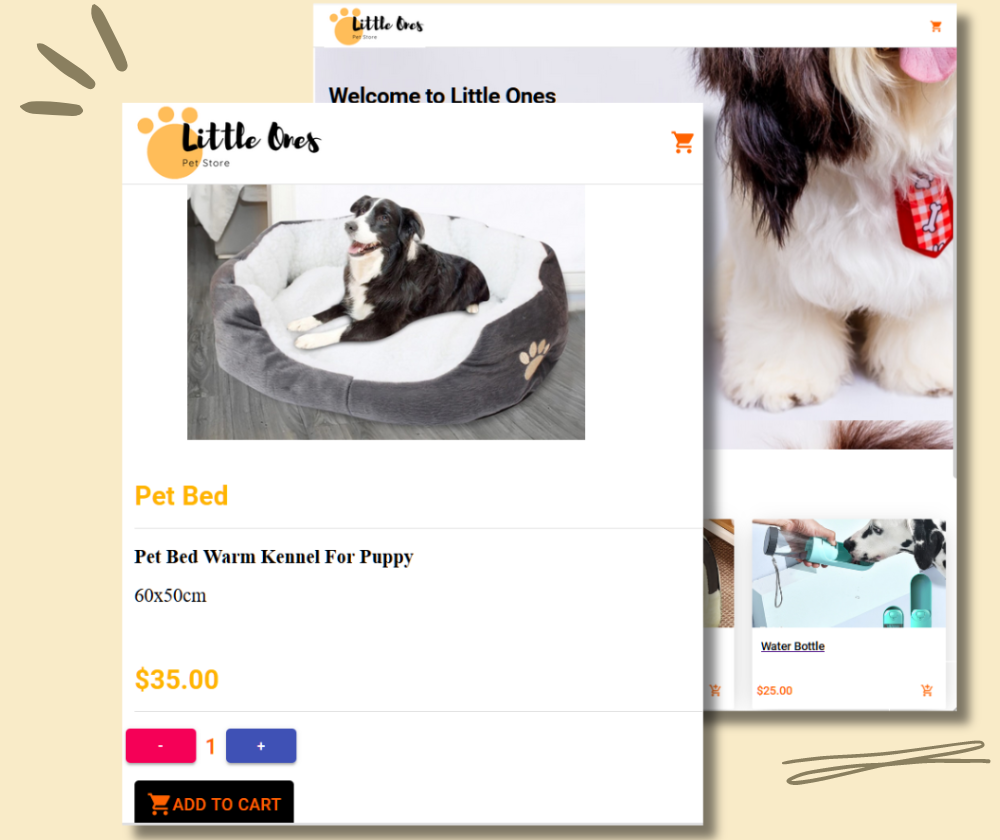 Little Ones
Pet Store
Welcome to Little Ones
Little Ones
Pet Store
Pet Bed
Pet Bed Warm Kennel For Puppy
60x50cm
$35.00
- 1 +
ADD TO CART
Water Bottle
$25.00